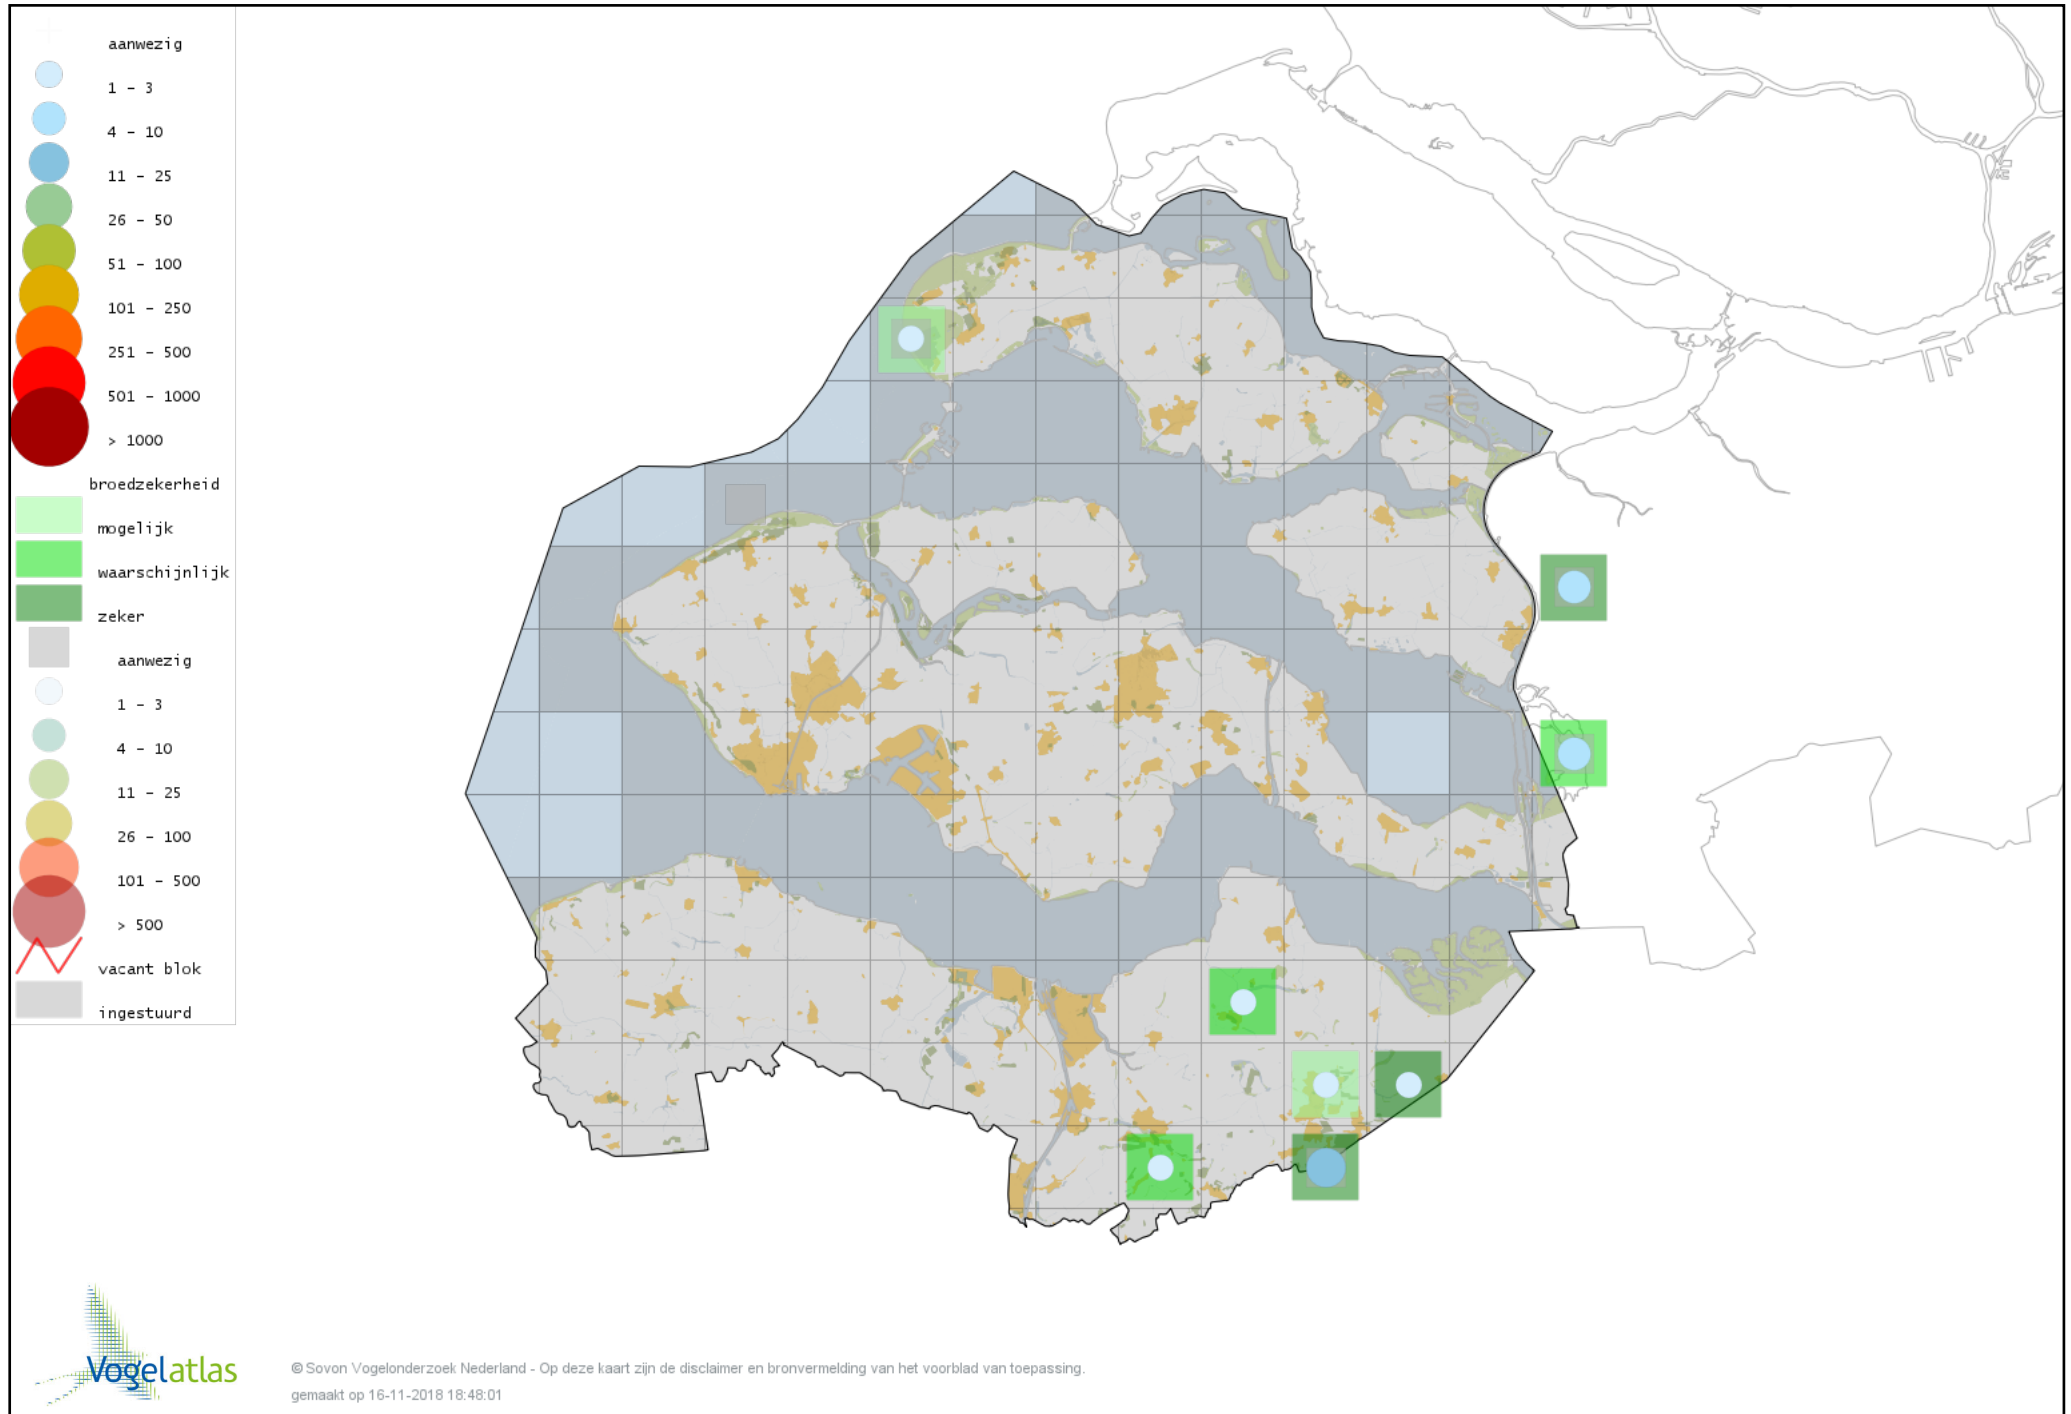 aanwezig
1 - 3
4 - 10
11 - 25
26 - 50
51 - 100
101 - 250
251 - 500
501 - 1000
> 1000
broedzekerheid
mogelijk
waarschijnlijk
zeker
aanwezig
1 - 3
4 - 10
11 - 25
26 - 100
101 - 500
> 500
vacant blok
ingestuurd
Vogelatlas
© Sovon Vogelonderzoek Nederland - Op deze kaart zijn de disclaimer en bronvermelding van het voorblad van toepassing.
gemaakt op 16-11-2018 18:48:01